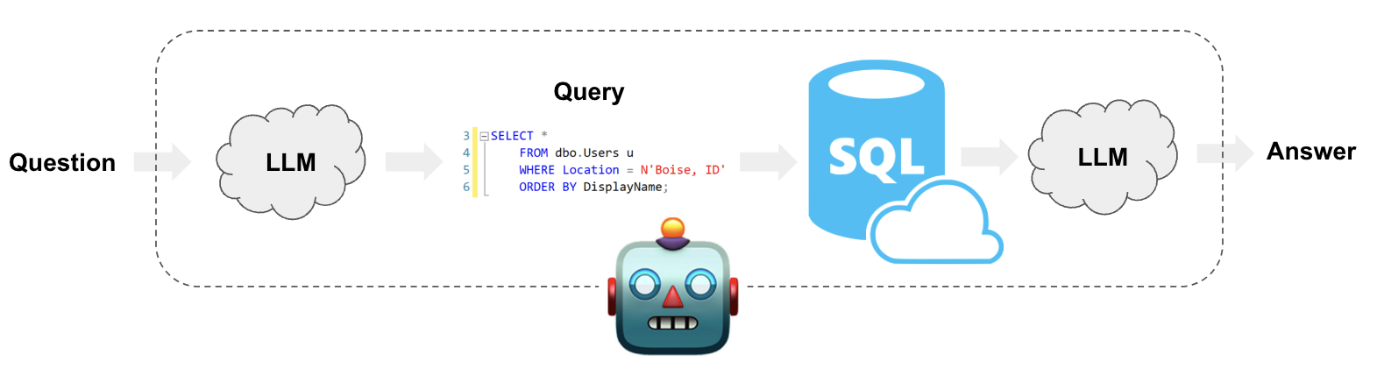 Query
Question
LLM
3 SELECT *
4 FROM dbo.Users u
5 WHERE Location = N'Boise, ID'
6 ORDER BY DisplayName;
SQL
LLM
Answer